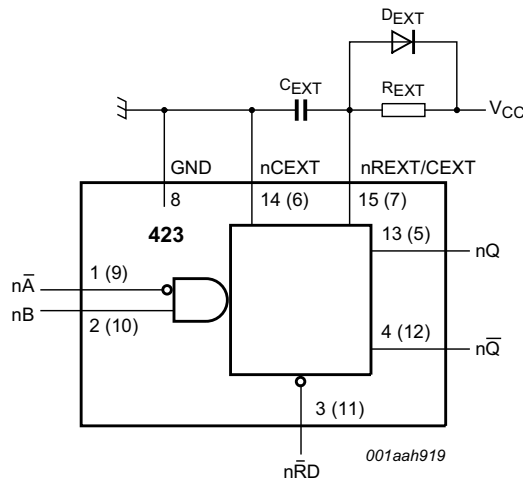 DEXT
CEXT
REXT
VCC
GND
nCEXT
nREXT/CEXT
8
14 (6)
15 (7)
423
13 (5)
nQ
1 (9)
nA̅
nB
2 (10)
4 (12)
nQ̅
3 (11)
001aah919
nR̅D